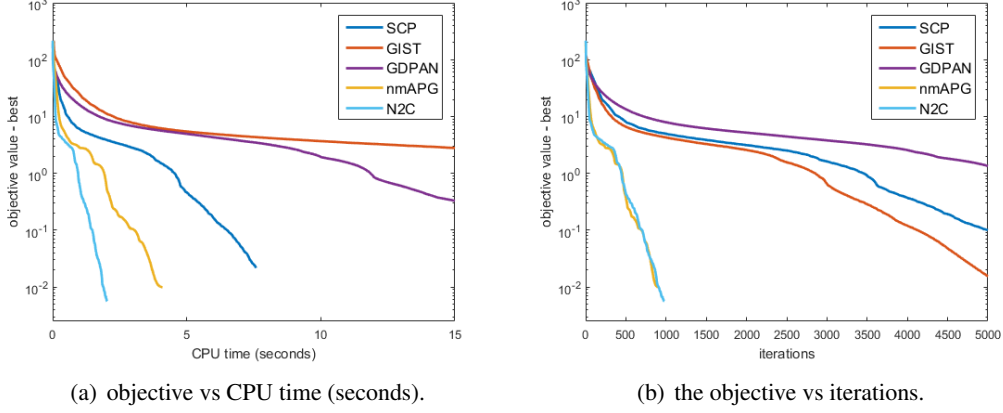 10^3
10^2
10^1
10^0
10^-1
10^-2
objective value - best
SCP
GIST
GDPAN
nmAPG
N2C
0 5 10 15
CPU time (seconds)
(a) objective vs CPU time (seconds).
10^3
10^2
10^1
10^0
10^-1
10^-2
objective value - best
SCP
GIST
GDPAN
nmAPG
N2C
0 500 1000 1500 2000 2500 3000 3500 4000 4500 5000
iterations
(b) the objective vs iterations.